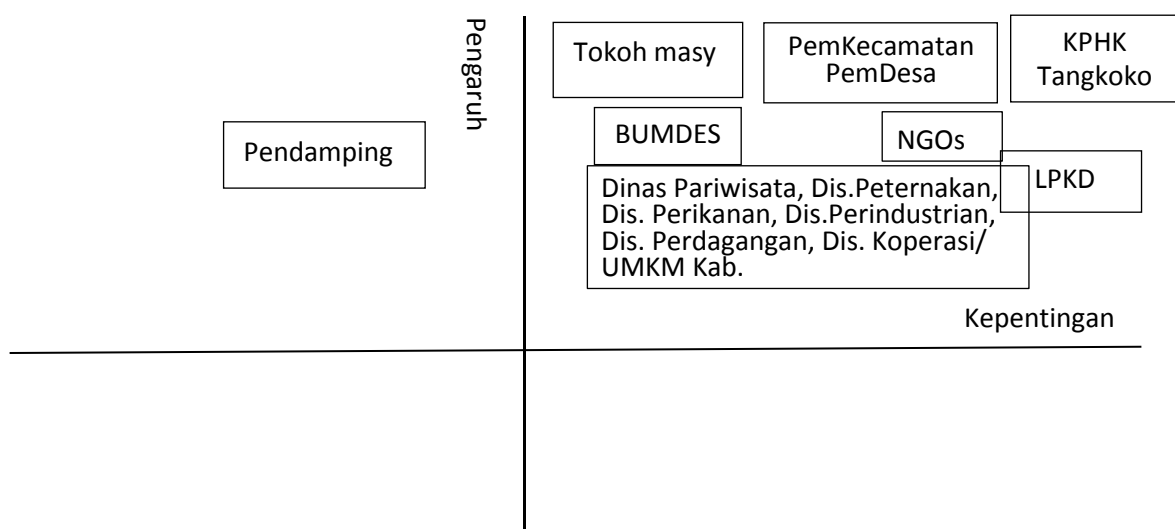 Pengaruh
Tokoh masy
PemKecamatan
PemDesa
KPHK
Tangkoko
Pendamping
BUMDES
NGOs
LPKD
Dinas Pariwisata, Dis.Peternakan,
Dis. Perikanan, Dis.Perindustrian,
Dis. Perdagangan, Dis. Koperasi/
UMKM Kab.
Kepentingan